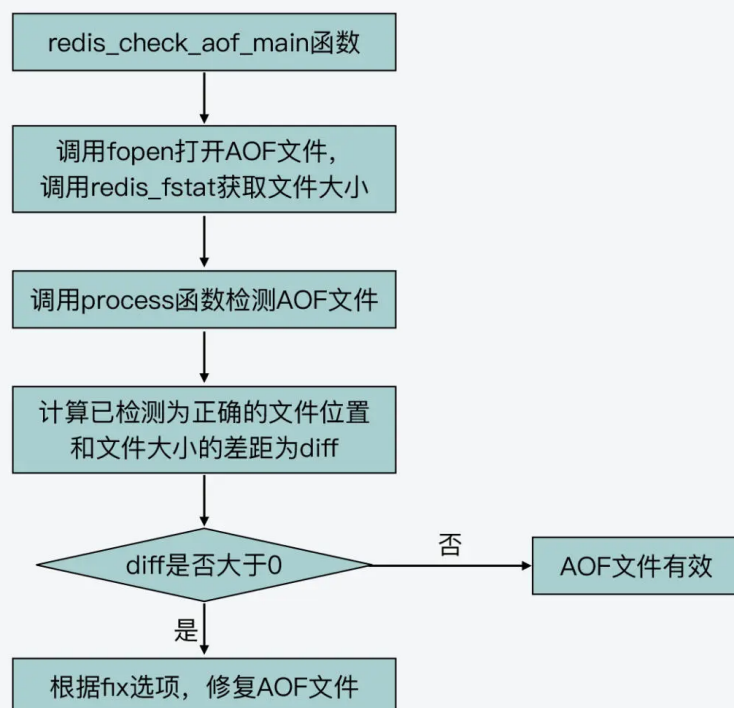 redis_check_aof_main函数
调用fopen打开AOF文件，
调用redis_fstat获取文件大小
调用process函数检测AOF文件
计算已检测为正确的文件位置
和文件大小的差距为diff
diff是否大于0
否
AOF文件有效
是
根据fix选项，修复AOF文件